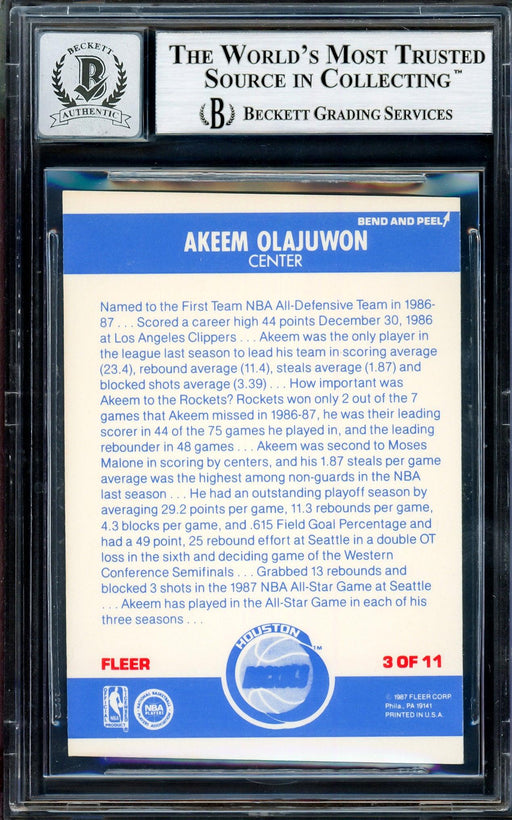 BECKETT
B
AUTHENTIC
THE WORLD'S MOST TRUSTED
SOURCE IN COLLECTING™
B BECKETT GRADING SERVICES
BEND AND PEEL
AKEEM OLAJUWON
CENTER
Named to the First Team NBA All-Defensive Team in 1986-
87 . . . Scored a career high 44 points December 30, 1986
at Los Angeles Clippers . . . Akeem was the only player in
the league last season to lead his team in scoring average
(23.4), rebound average (11.4), steals average (1.87) and
blocked shots average (3.39) . . . How important was
Akeem to the Rockets? Rockets won only 2 out of the 7
games that Akeem missed in 1986-87, he was their leading
scorer in 44 of the 75 games he played in, and the leading
rebounder in 48 games . . . Akeem was second to Moses
Malone in scoring by centers, and his 1.87 steals per game
average was the highest among non-guards in the NBA
last season . . . He had an outstanding playoff season by
averaging 29.2 points per game, 11.3 rebounds per game,
4.3 blocks per game, and .615 Field Goal Percentage and
had a 49 point, 25 rebound effort at Seattle in a double OT
loss in the sixth and deciding game of the Western
Conference Semifinals . . . Grabbed 13 rebounds and
blocked 3 shots in the 1987 NBA All-Star Game at Seattle
. . . Akeem has played in the All-Star Game in each of his
three seasons . . .
HOUSTON
™
FLEER
3 OF 11
NBA
PRODUCT
NATIONAL BASKETBALL
NBA
PLAYERS
PLAYERS ASSOCIATION
© 1987 FLEER CORP.
Phila., PA 19141
PRINTED IN U.S.A.